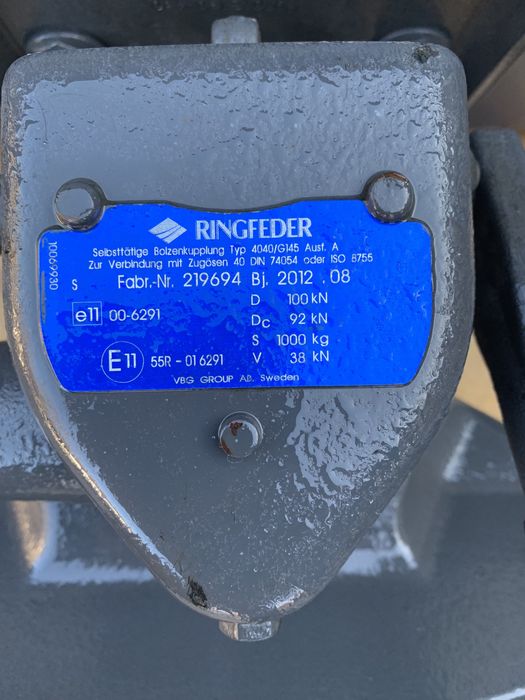 RINGFEDER
Selbsttätige Bolzenkupplung Typ 4040/G145 Ausf. A
Zur Verbindung mit Zugösen 40 DIN 74054 oder ISO 8755
S Fabr.-Nr. 219694 Bj. 2012 . 08
e11 00-6291
D 100 kN
Dc 92 kN
S 1000 kg
V. 38 kN
E11 55R - 01 6291
VBG GROUP AB. Sweden
10069930